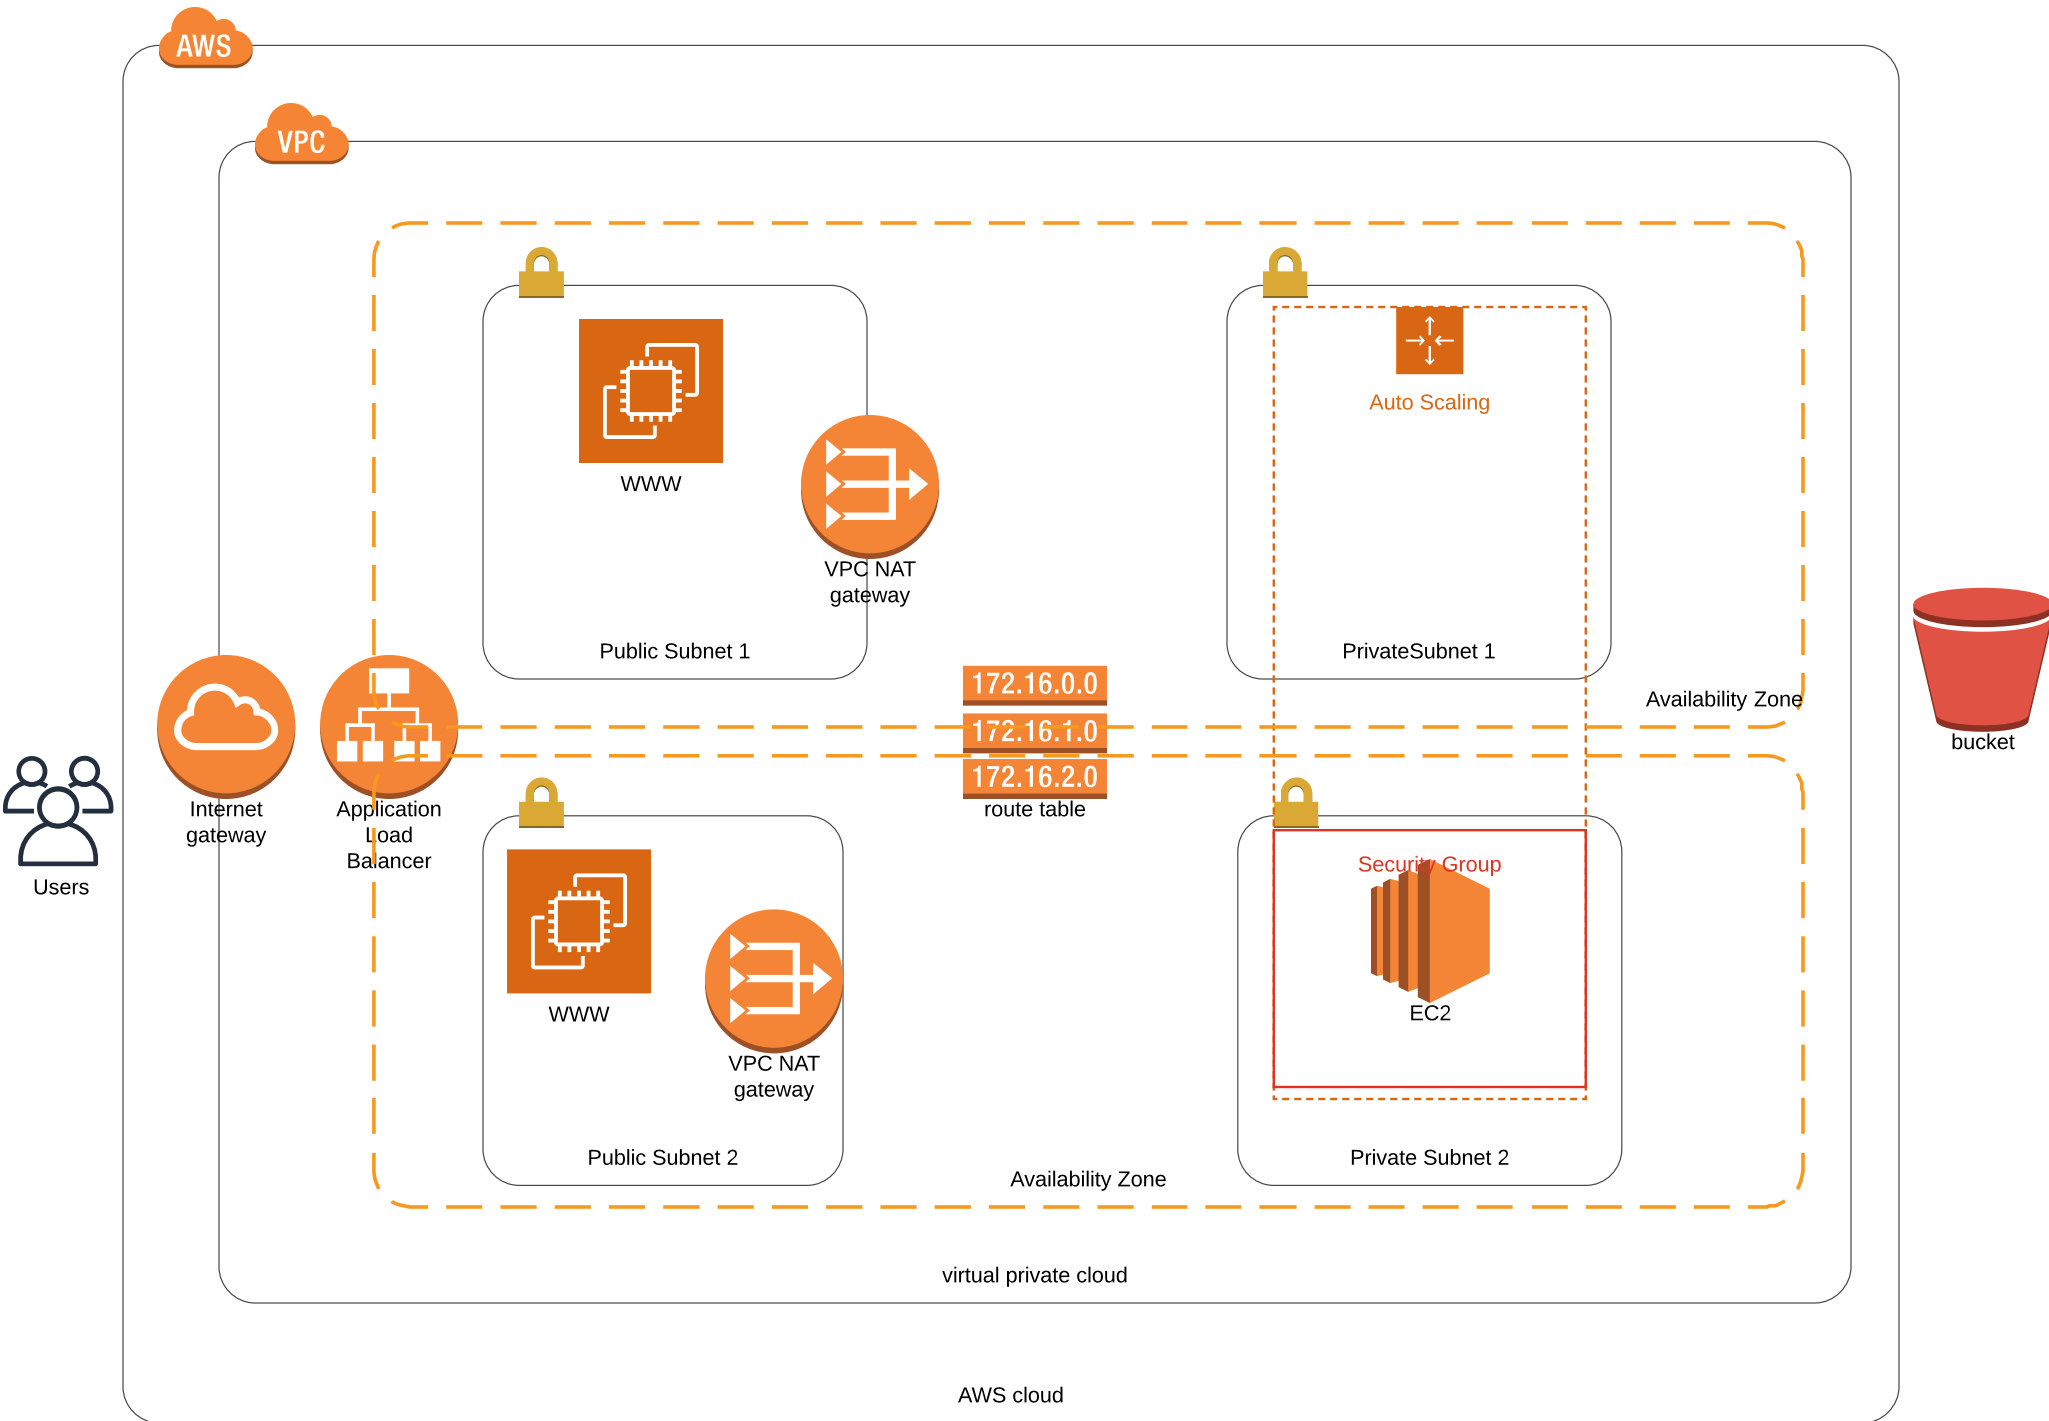 AWS
VPC
Auto Scaling
WWW
VPC NAT
gateway
Public Subnet 1
PrivateSubnet 1
172.16.0.0
172.16.1.0
172.16.2.0
route table
Availability Zone
bucket
Internet
gateway
Application
Load
Balancer
Users
Security Group
WWW
EC2
VPC NAT
gateway
Public Subnet 2
Private Subnet 2
Availability Zone
virtual private cloud
AWS cloud